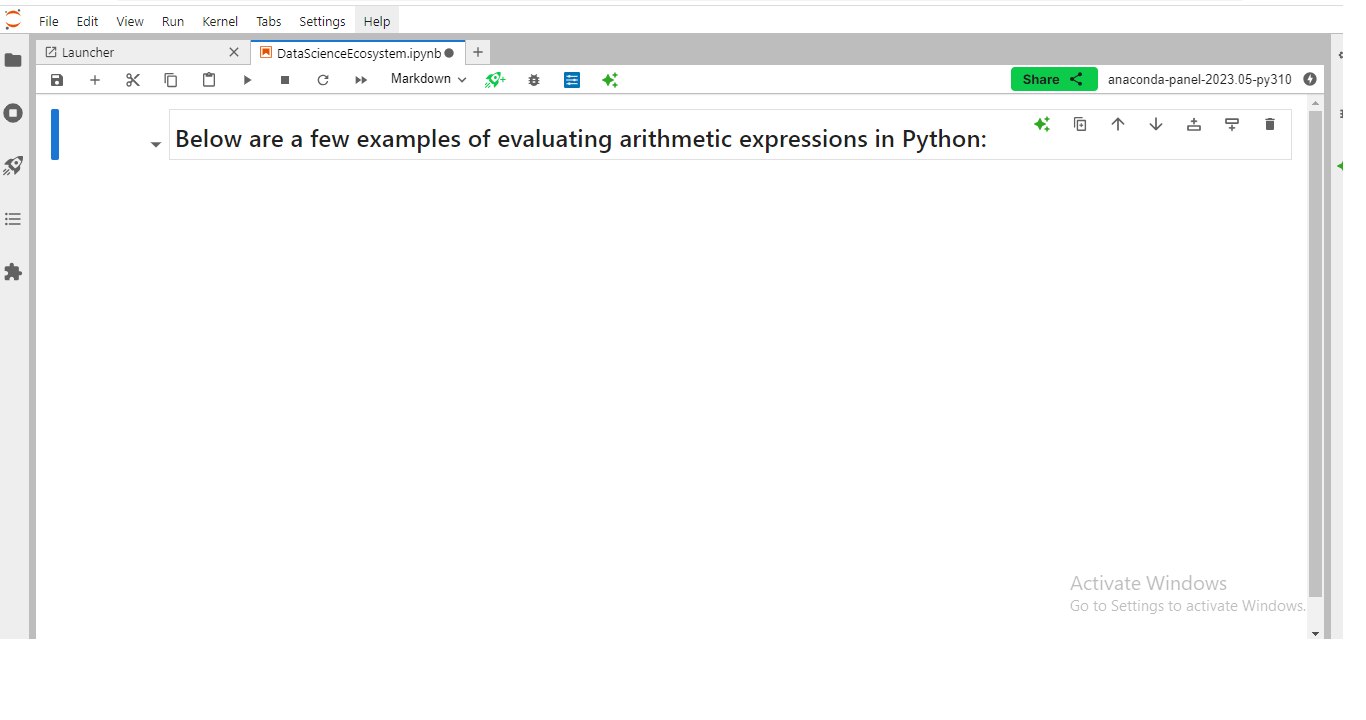 File Edit View Run Kernel Tabs Settings Help
Launcher DataScienceEcosystem.ipynb
Markdown Share anaconda-panel-2023.05-py310
Below are a few examples of evaluating arithmetic expressions in Python:
Activate Windows
Go to Settings to activate Windows.